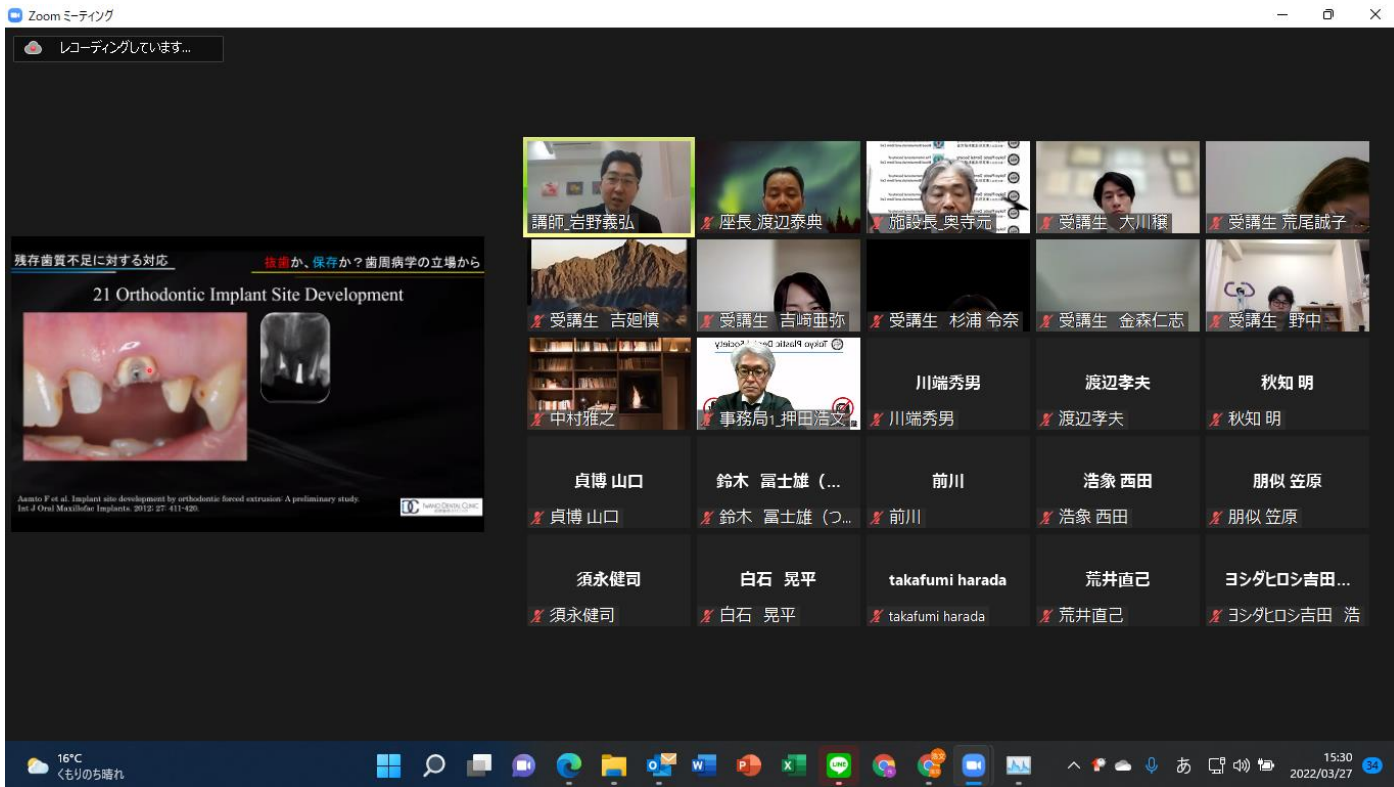 Zoom ミーティング
レコーディングしています...
残存歯質不足に対する対応
抜歯か、保存か？歯周病学の立場から
21 Orthodontic Implant Site Development
Aamto F et al. Implant site development by orthodontic forced extrusion: A preliminary study.
Int J Oral Maxillofac Implants. 2012; 27: 411-420.
IWANO DENTAL CLINIC
講師_岩野義弘
座長_渡辺泰典
施設長_奥寺元
受講生 大川穣
受講生 荒尾誠子
受講生 吉廻慎
受講生 吉崎亜弥
受講生 杉浦 令奈
受講生 金森仁志
受講生 野中
中村雅之
Tokyo Plastic Dental Society
事務局1_押田浩文
川端秀男
川端秀男
渡辺孝夫
渡辺孝夫
秋知 明
秋知 明
貞博 山口
貞博 山口
鈴木 冨士雄（...
鈴木 冨士雄（つ...
前川
前川
浩象 西田
浩象 西田
朋似 笠原
朋似 笠原
須永健司
須永健司
白石 晃平
白石 晃平
takafumi harada
takafumi harada
荒井直己
荒井直己
ヨシダヒロシ吉田...
ヨシダヒロシ吉田 浩
16°C
くもりのち晴れ
LINE
あ
15:30
2022/03/27
34